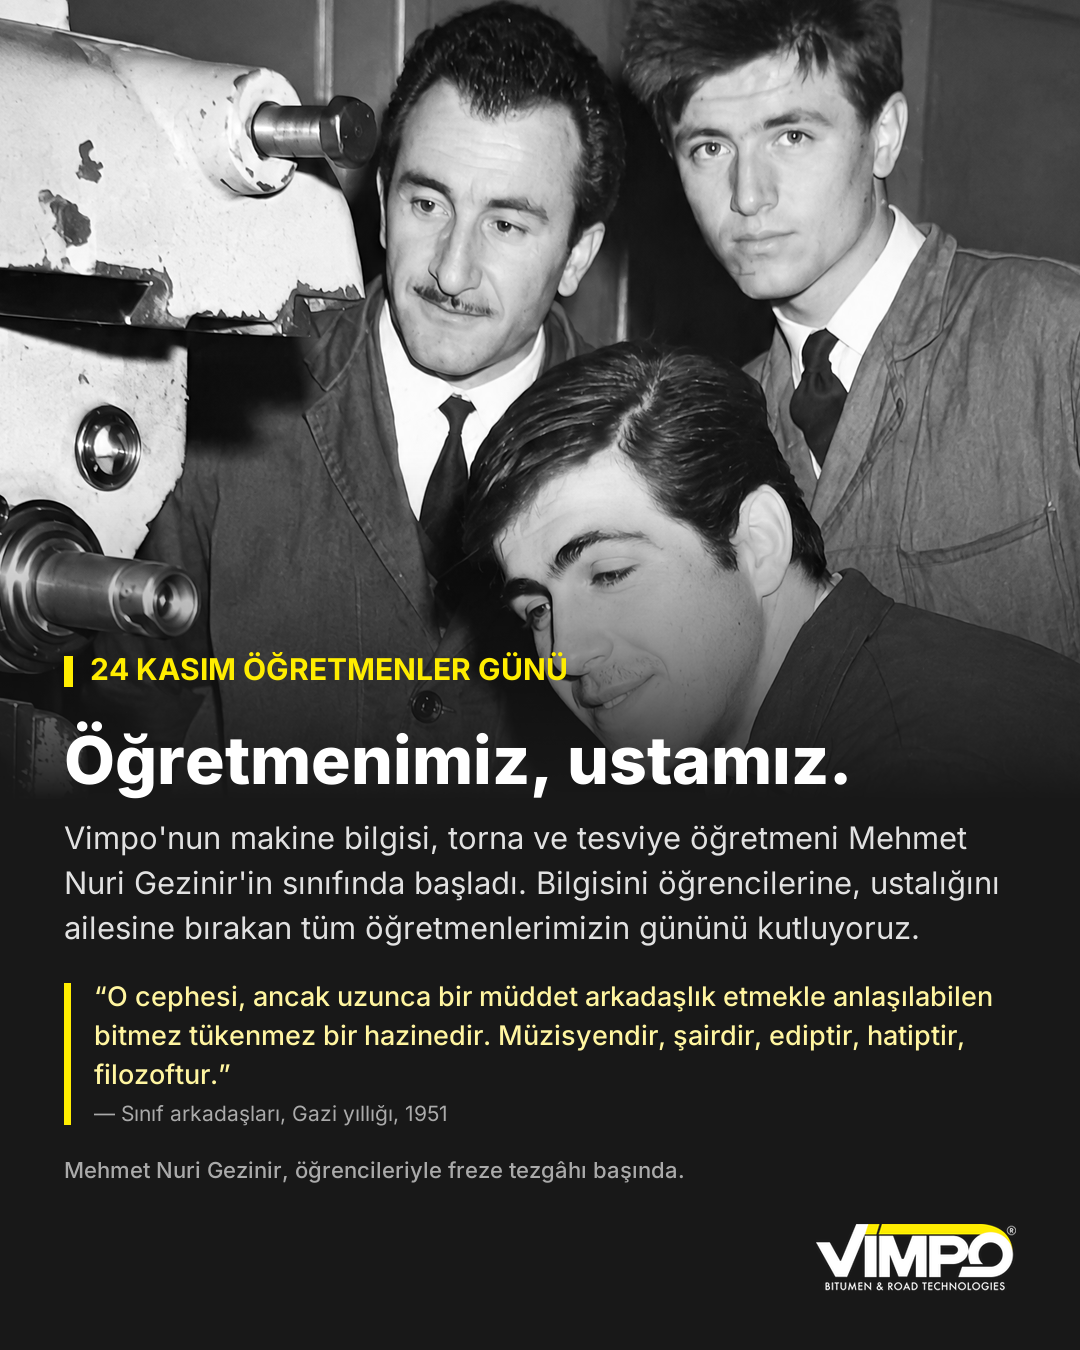 24 KASIM ÖĞRETMENLER GÜNÜ
Öğretmenimiz, ustamız.
Vimpo'nun makine bilgisi, torna ve tesviye öğretmeni Mehmet
Nuri Gezinir'in sınıfında başladı. Bilgisini öğrencilerine, ustalığını
ailesine bırakan tüm öğretmenlerimizin gününü kutluyoruz.
“O cephesi, ancak uzunca bir müddet arkadaşlık etmekle anlaşılabilen
bitmez tükenmez bir hazinedir. Müzisyendir, şairdir, ediptir, hatiptir,
filozoftur.”
— Sınıf arkadaşları, Gazi yıllığı, 1951
Mehmet Nuri Gezinir, öğrencileriyle freze tezgâhı başında.
VIMPO®
BITUMEN & ROAD TECHNOLOGIES